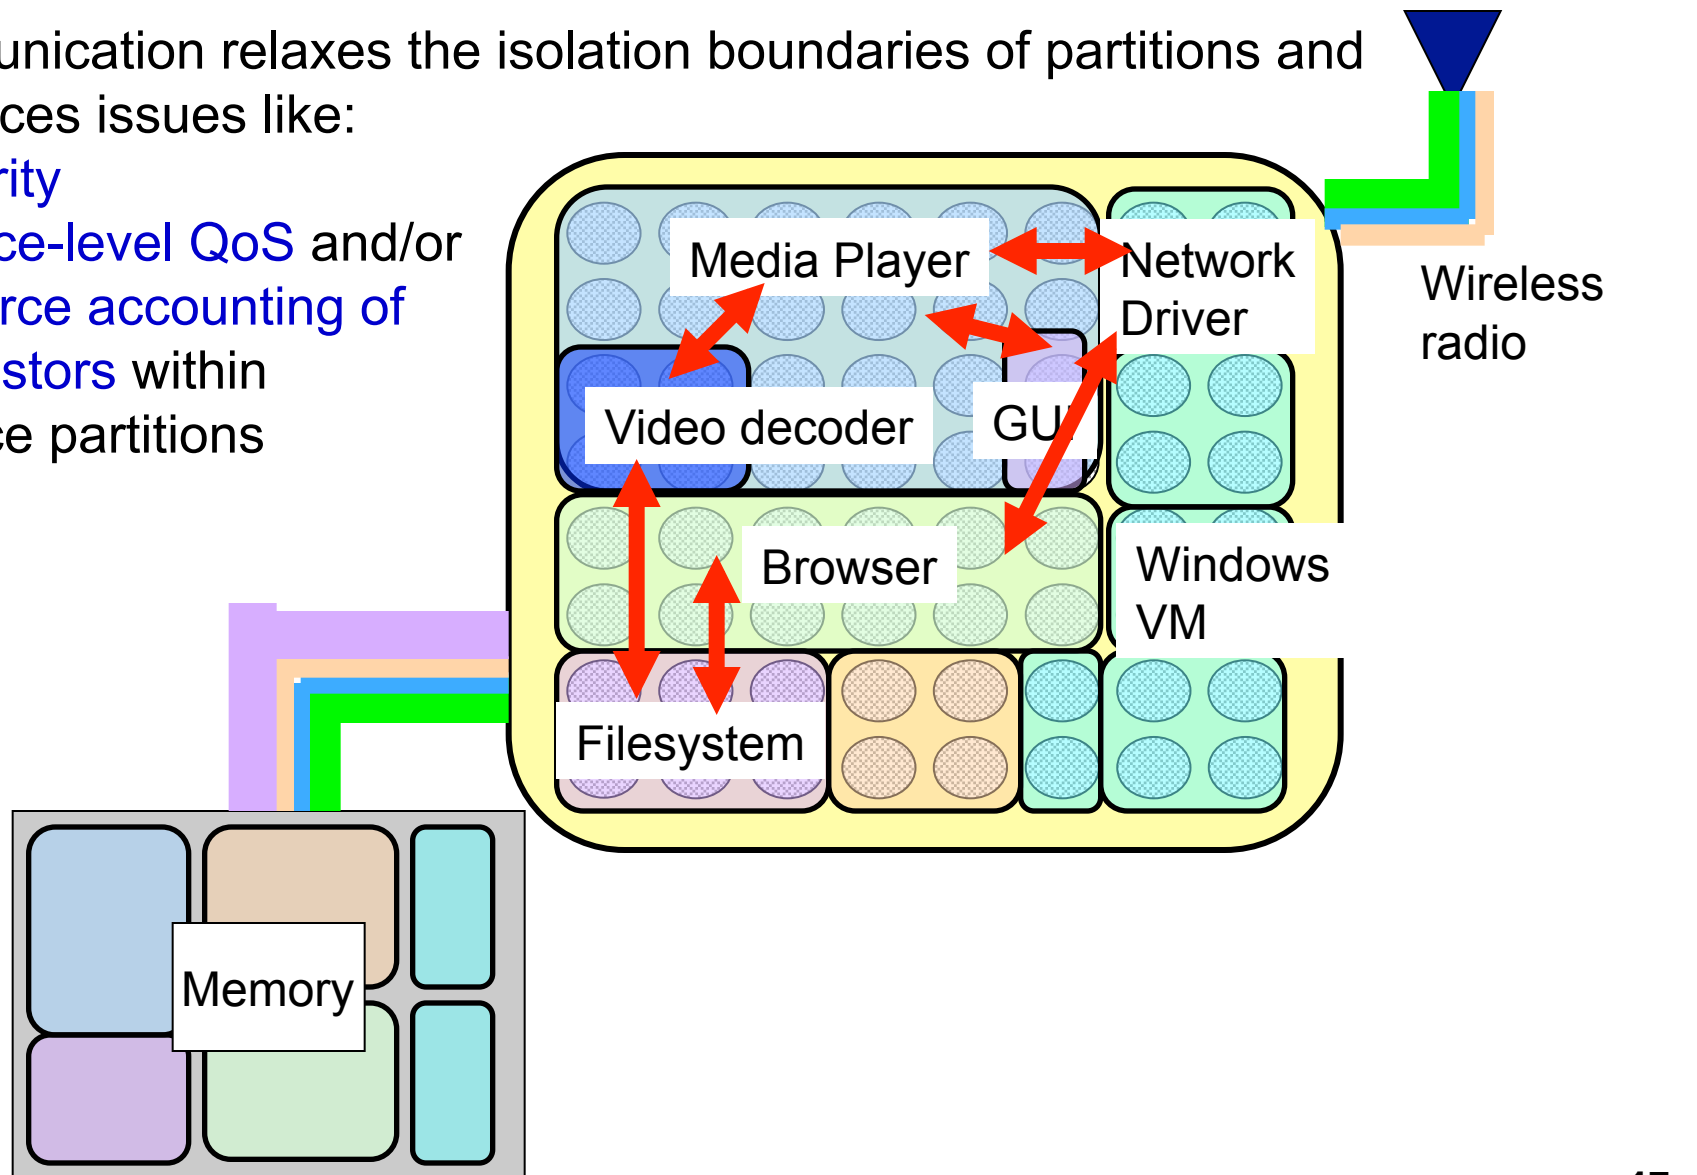 unication relaxes the isolation boundaries of partitions and
ces issues like:
rity
ce-level QoS and/or
rce accounting of
stors within
ce partitions
Media Player
Network
Driver
Wireless
radio
Video decoder
GUI
Browser
Windows
VM
Filesystem
Memory